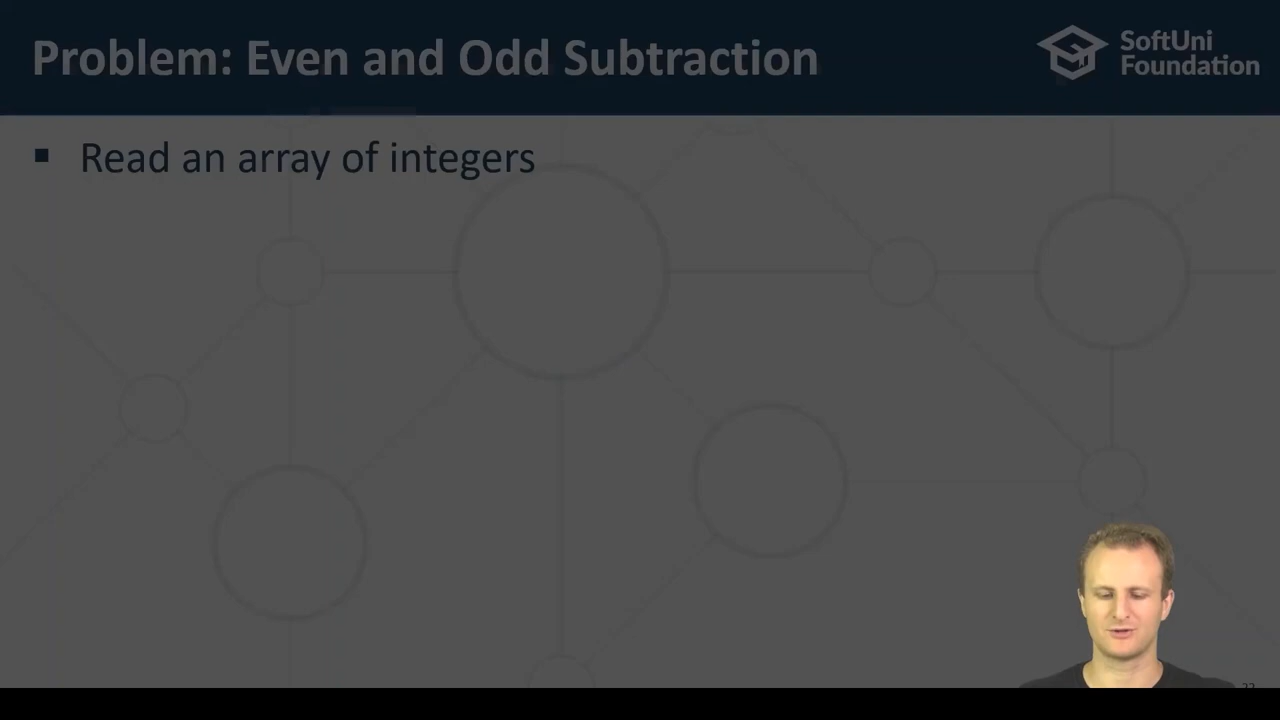 Problem: Even and Odd Subtraction
SoftUni
Foundation
▪ Read an array of integers